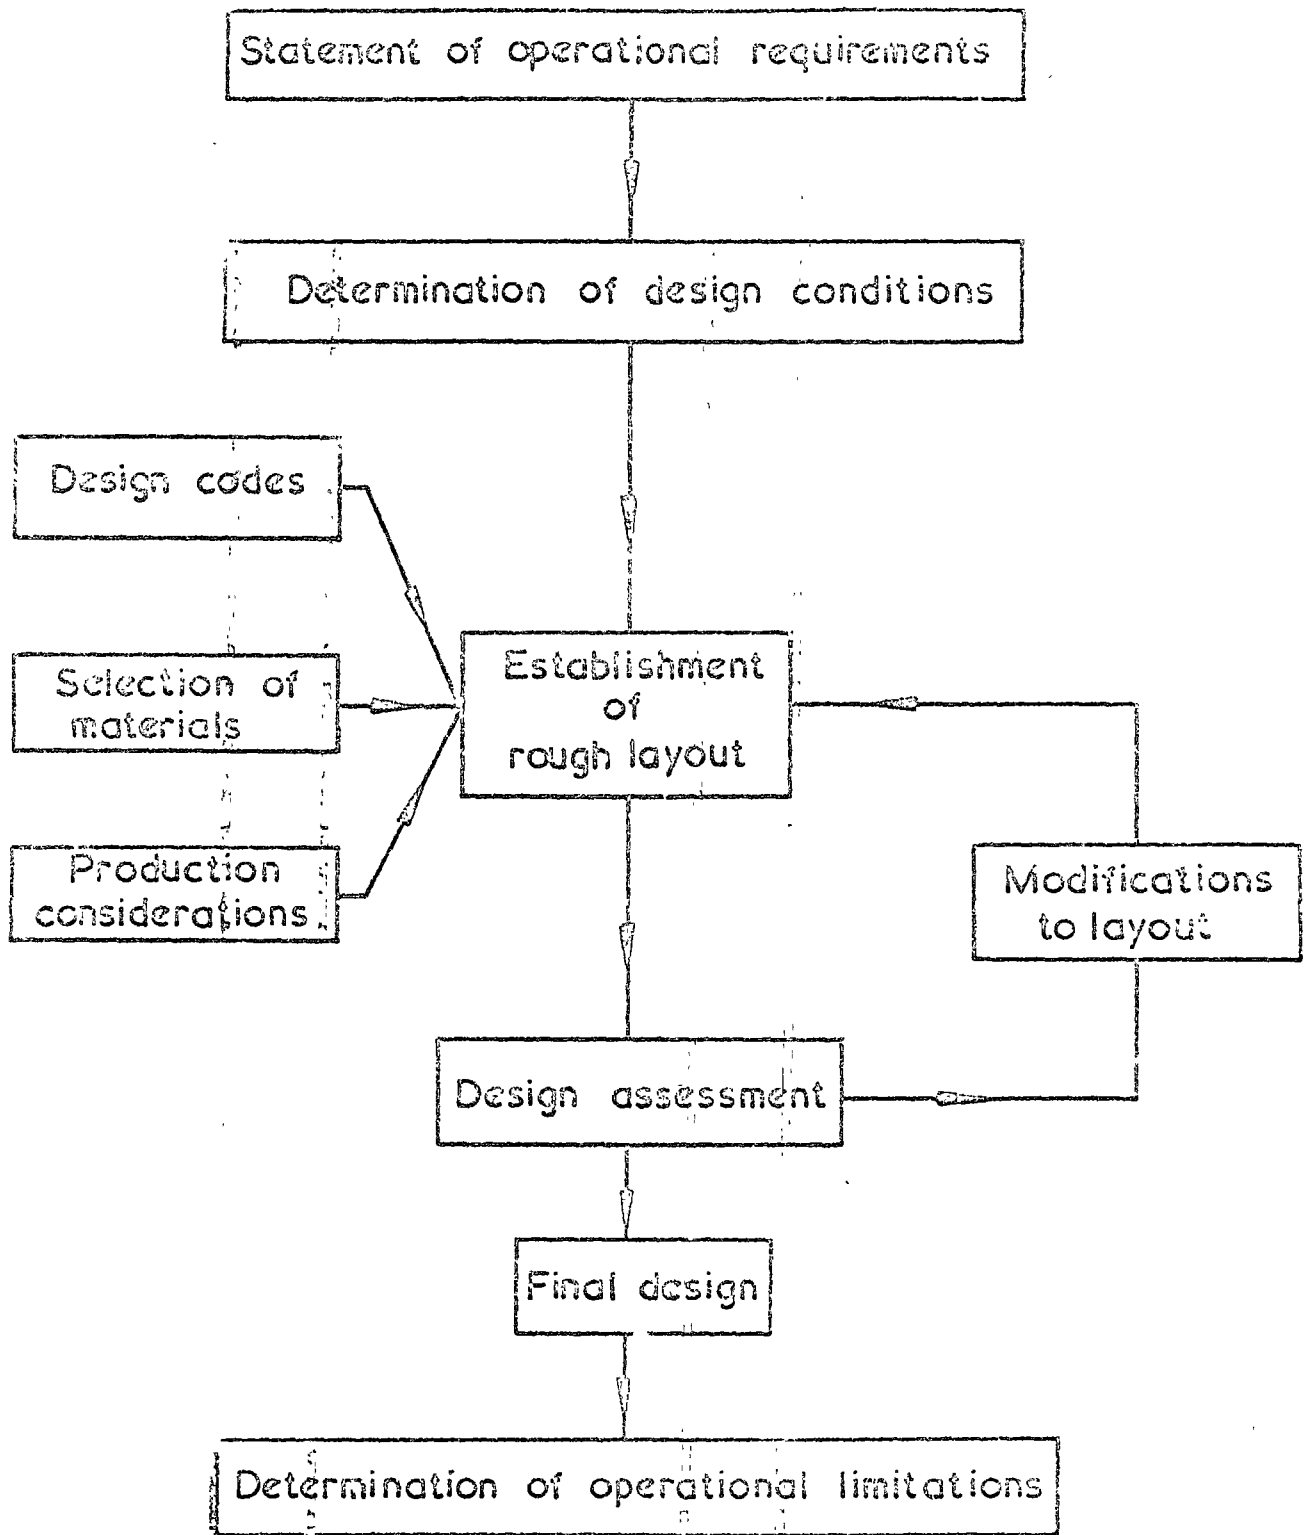 Statement of operational requirements
Determination of design conditions
Design codes
Selection of
materials
Production
considerations
Establishment
of
rough layout
Modifications
to layout
Design assessment
Final design
Determination of operational limitations